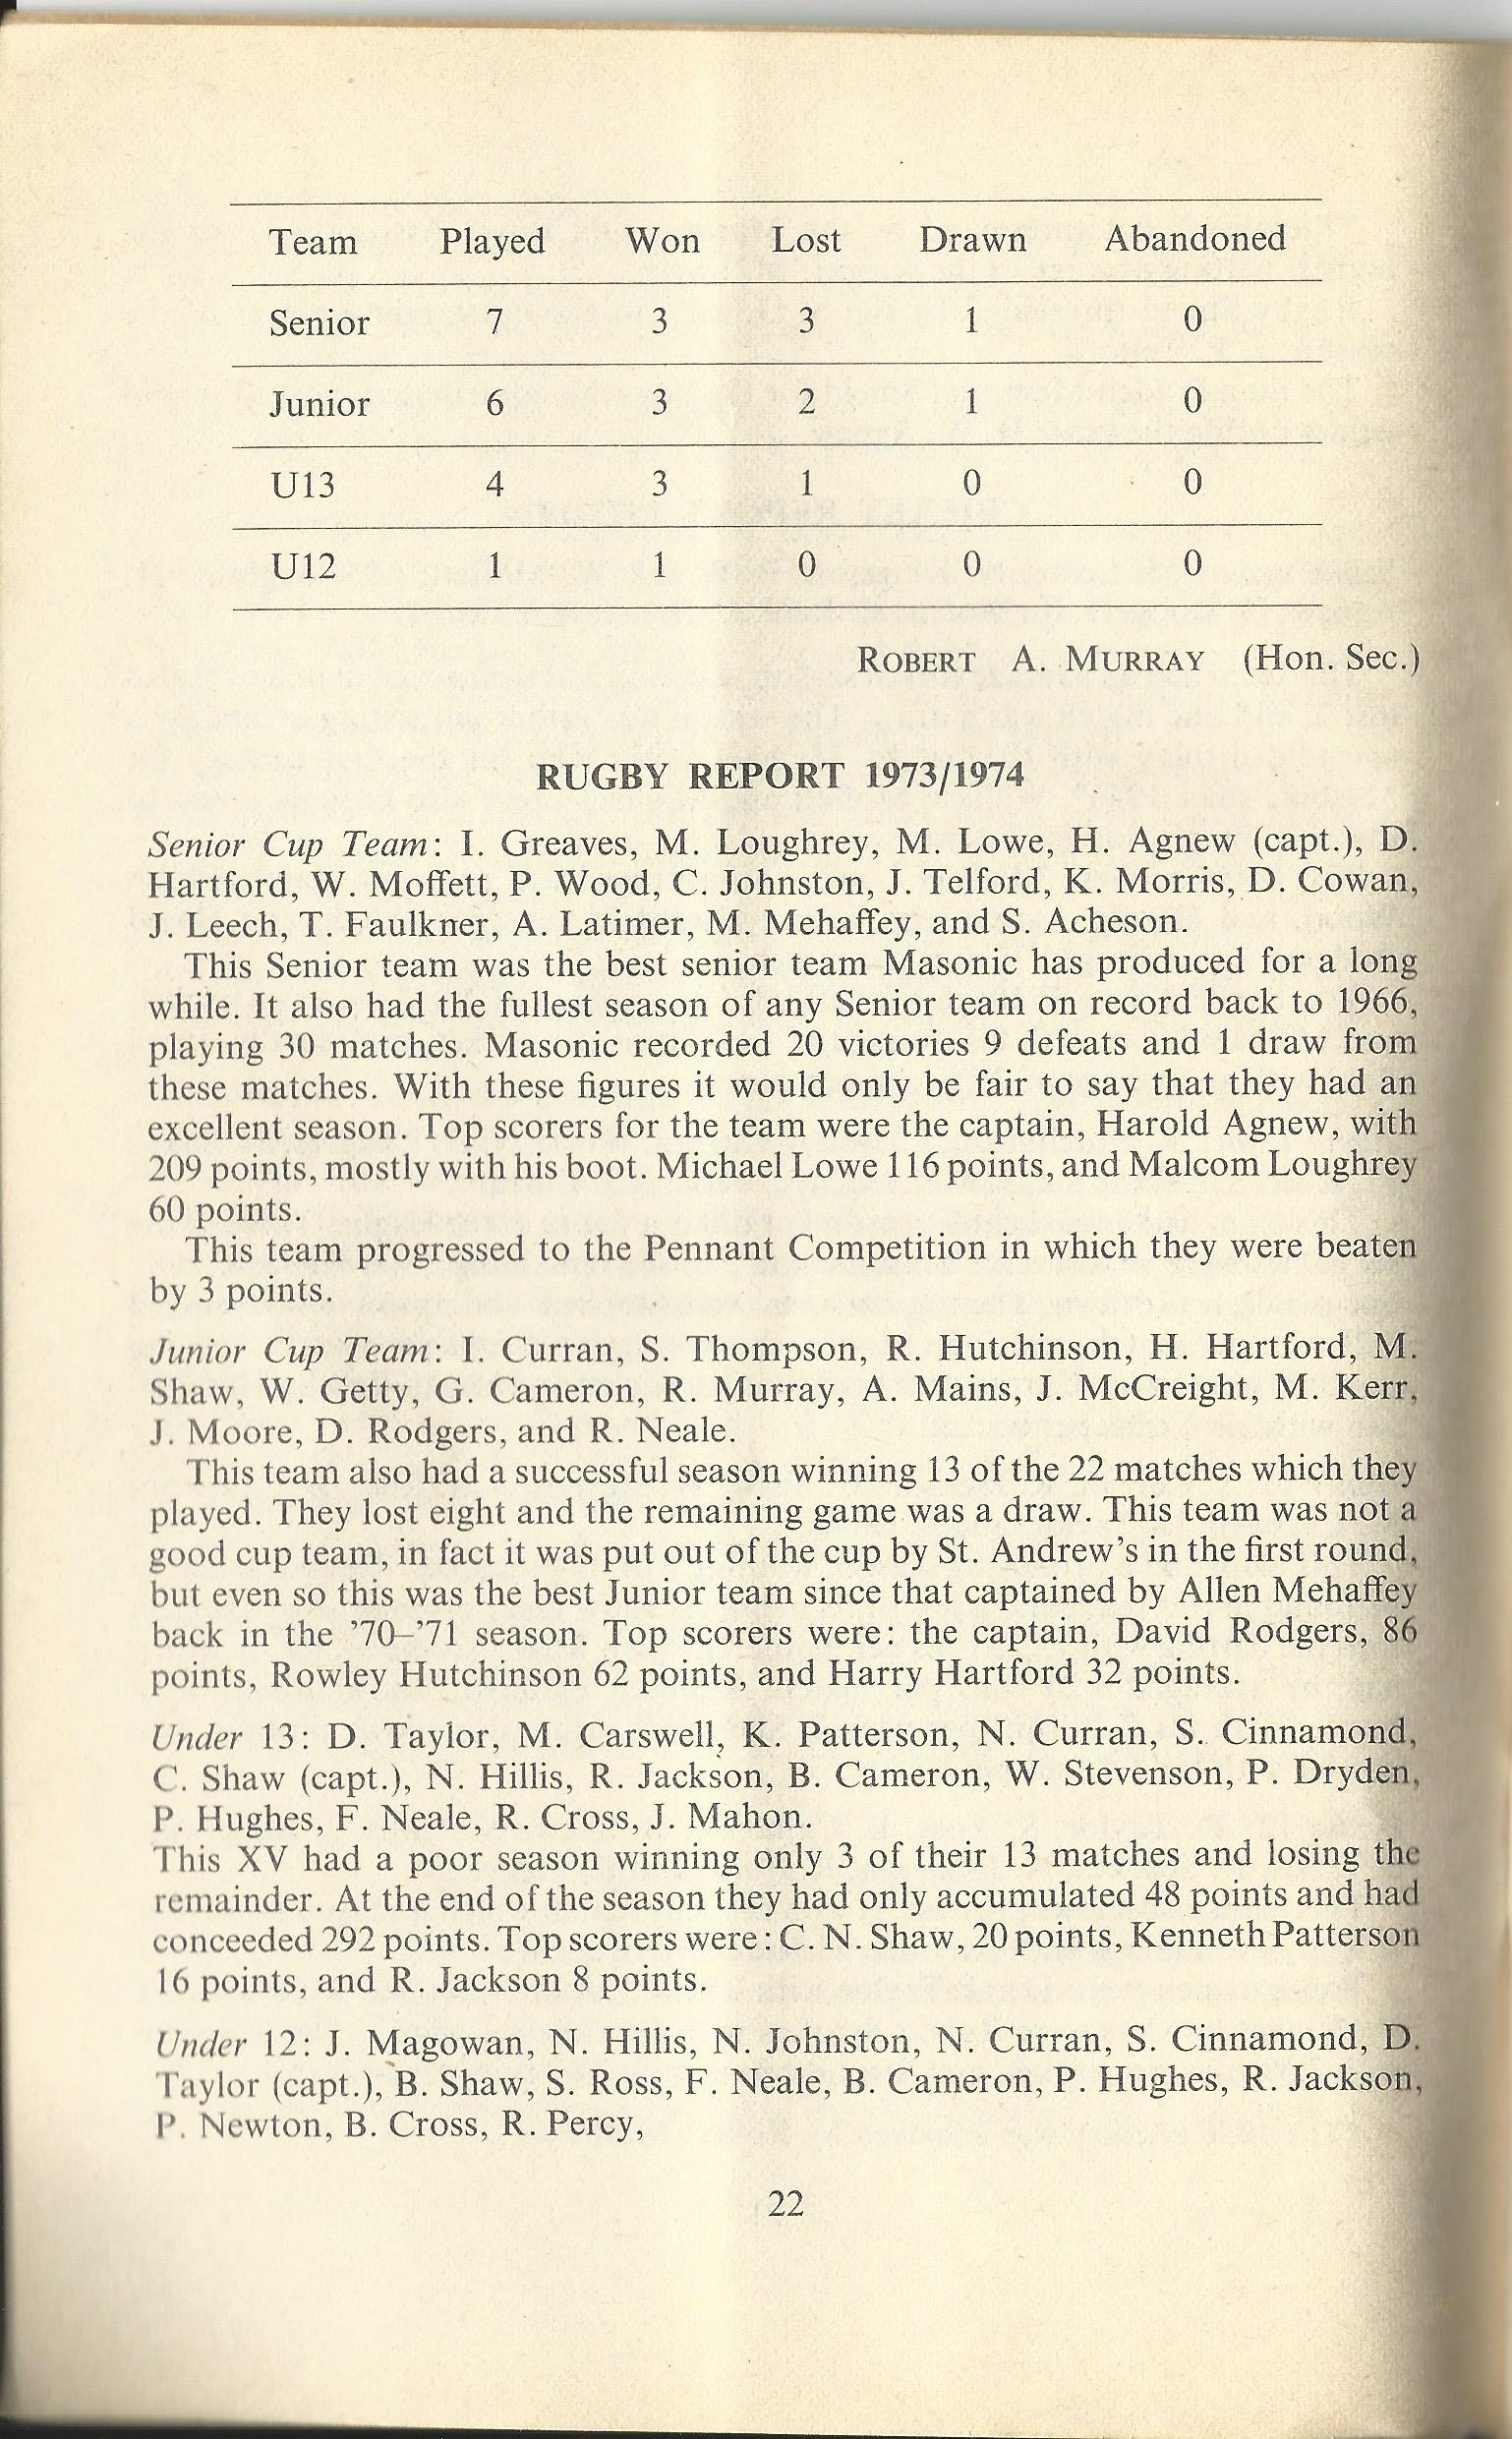 Team Played Won Lost Drawn Abandoned
Senior 7 3 3 1 0
Junior 6 3 2 1 0
U13 4 3 1 0 0
U12 1 1 0 0 0
ROBERT A. MURRAY (Hon. Sec.)
RUGBY REPORT 1973/1974
Senior Cup Team: I. Greaves, M. Loughrey, M. Lowe, H. Agnew (capt.), D.
Hartford, W. Moffett, P. Wood, C. Johnston, J. Telford, K. Morris, D. Cowan,
J. Leech, T. Faulkner, A. Latimer, M. Mehaffey, and S. Acheson.
This Senior team was the best senior team Masonic has produced for a long
while. It also had the fullest season of any Senior team on record back to 1966,
playing 30 matches. Masonic recorded 20 victories 9 defeats and 1 draw from
these matches. With these figures it would only be fair to say that they had an
excellent season. Top scorers for the team were the captain, Harold Agnew, with
209 points, mostly with his boot. Michael Lowe 116 points, and Malcom Loughrey
60 points.
This team progressed to the Pennant Competition in which they were beaten
by 3 points.
Junior Cup Team: I. Curran, S. Thompson, R. Hutchinson, H. Hartford, M.
Shaw, W. Getty, G. Cameron, R. Murray, A. Mains, J. McCreight, M. Kerr,
J. Moore, D. Rodgers, and R. Neale.
This team also had a successful season winning 13 of the 22 matches which they
played. They lost eight and the remaining game was a draw. This team was not a
good cup team, in fact it was put out of the cup by St. Andrew's in the first round,
but even so this was the best Junior team since that captained by Allen Mehaffey
back in the '70–'71 season. Top scorers were: the captain, David Rodgers, 86
points, Rowley Hutchinson 62 points, and Harry Hartford 32 points.
Under 13: D. Taylor, M. Carswell, K. Patterson, N. Curran, S. Cinnamond,
C. Shaw (capt.), N. Hillis, R. Jackson, B. Cameron, W. Stevenson, P. Dryden,
P. Hughes, F. Neale, R. Cross, J. Mahon.
This XV had a poor season winning only 3 of their 13 matches and losing the
remainder. At the end of the season they had only accumulated 48 points and had
conceeded 292 points. Top scorers were: C. N. Shaw, 20 points, Kenneth Patterson
16 points, and R. Jackson 8 points.
Under 12: J. Magowan, N. Hillis, N. Johnston, N. Curran, S. Cinnamond, D.
Taylor (capt.), B. Shaw, S. Ross, F. Neale, B. Cameron, P. Hughes, R. Jackson,
P. Newton, B. Cross, R. Percy,
22